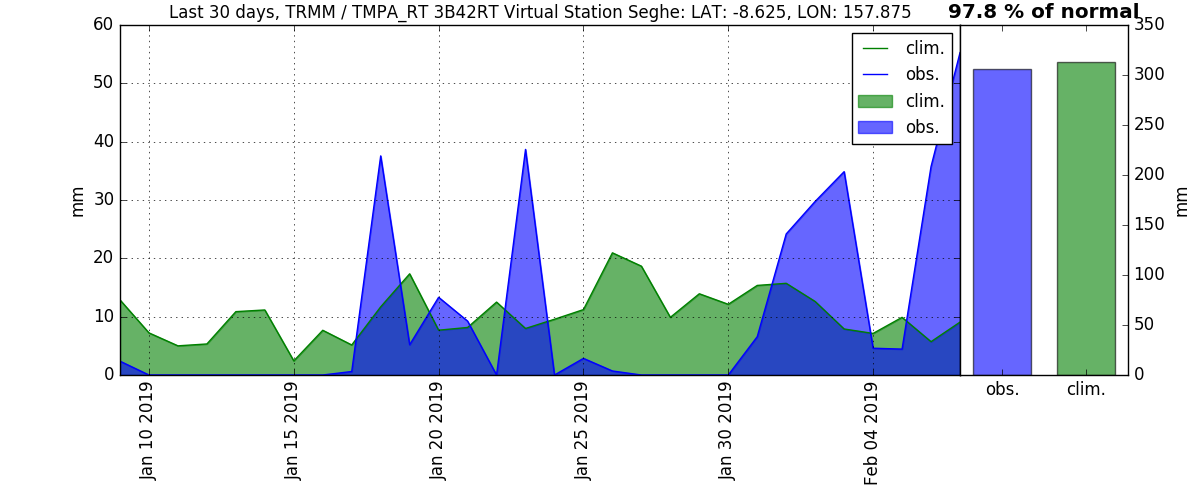 Last 30 days, TRMM / TMPA_RT 3B42RT Virtual Station Seghe: LAT: -8.625, LON: 157.875
97.8 % of normal
60
50
40
30
20
10
0
mm
clim.
obs.
clim.
obs.
350
300
250
200
150
100
50
0
mm
Jan 10 2019
Jan 15 2019
Jan 20 2019
Jan 25 2019
Jan 30 2019
Feb 04 2019
obs.
clim.